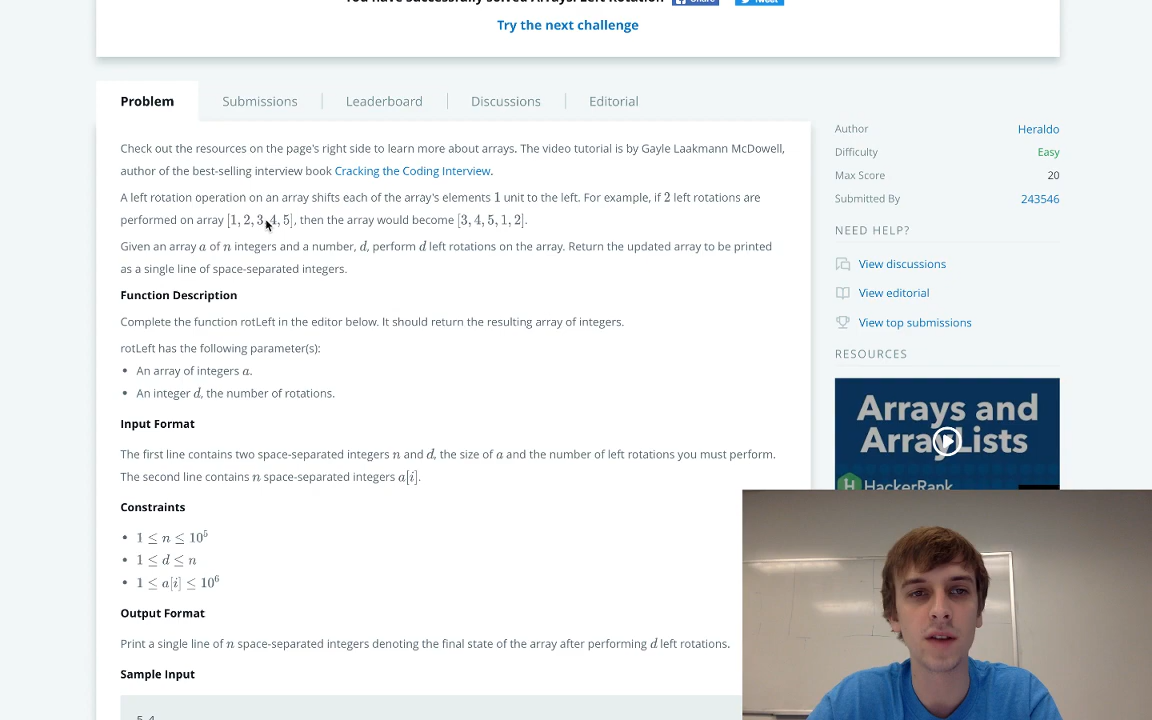 You have successfully solved Arrays: Left Rotation Share Tweet
Try the next challenge
Problem Submissions Leaderboard Discussions Editorial
Check out the resources on the page's right side to learn more about arrays. The video tutorial is by Gayle Laakmann McDowell,
author of the best-selling interview book Cracking the Coding Interview.
A left rotation operation on an array shifts each of the array's elements 1 unit to the left. For example, if 2 left rotations are
performed on array [1, 2, 3, 4, 5], then the array would become [3, 4, 5, 1, 2].
Given an array a of n integers and a number, d, perform d left rotations on the array. Return the updated array to be printed
as a single line of space-separated integers.
Function Description
Complete the function rotLeft in the editor below. It should return the resulting array of integers.
rotLeft has the following parameter(s):
• An array of integers a.
• An integer d, the number of rotations.
Input Format
The first line contains two space-separated integers n and d, the size of a and the number of left rotations you must perform.
The second line contains n space-separated integers a[i].
Constraints
• 1 ≤ n ≤ 10⁵
• 1 ≤ d ≤ n
• 1 ≤ a[i] ≤ 10⁶
Output Format
Print a single line of n space-separated integers denoting the final state of the array after performing d left rotations.
Sample Input
5 4
Author Heraldo
Difficulty Easy
Max Score 20
Submitted By 243546
NEED HELP?
View discussions
View editorial
View top submissions
RESOURCES
Arrays and
ArrayLists
H HackerRank